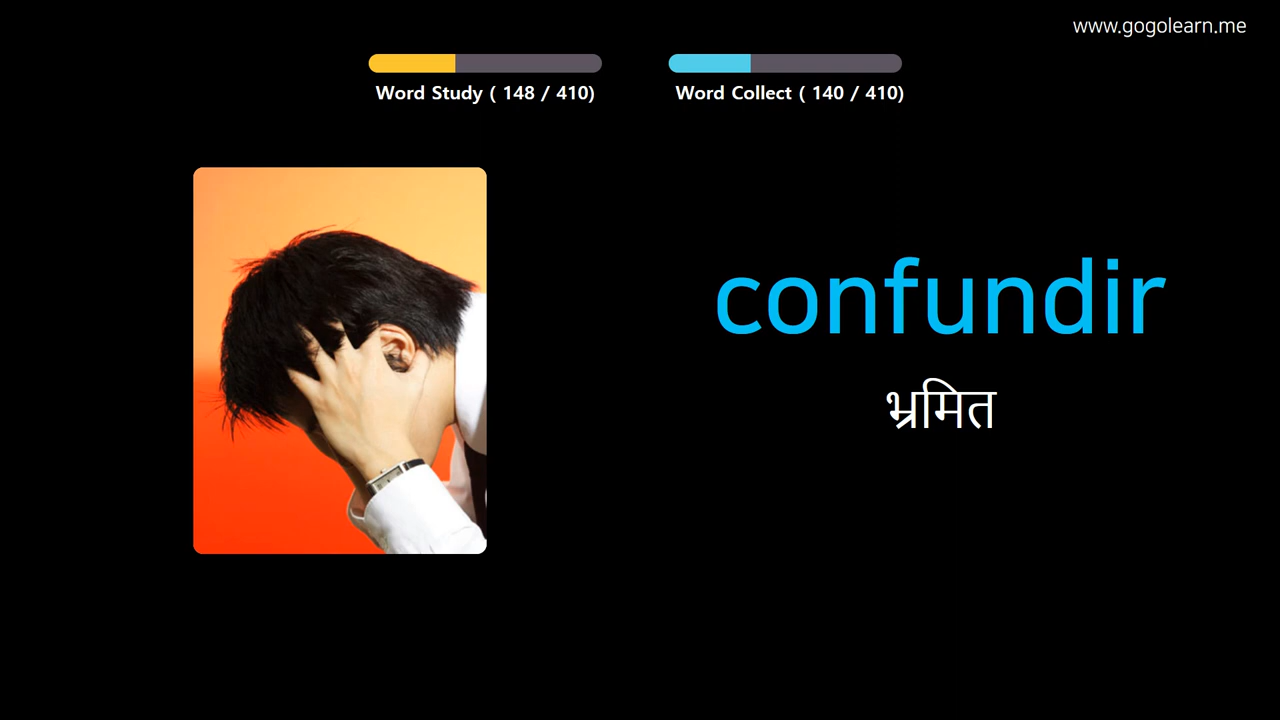 www.gogolearn.me
Word Study ( 148 / 410)
Word Collect ( 140 / 410)
confundir
भ्रमित